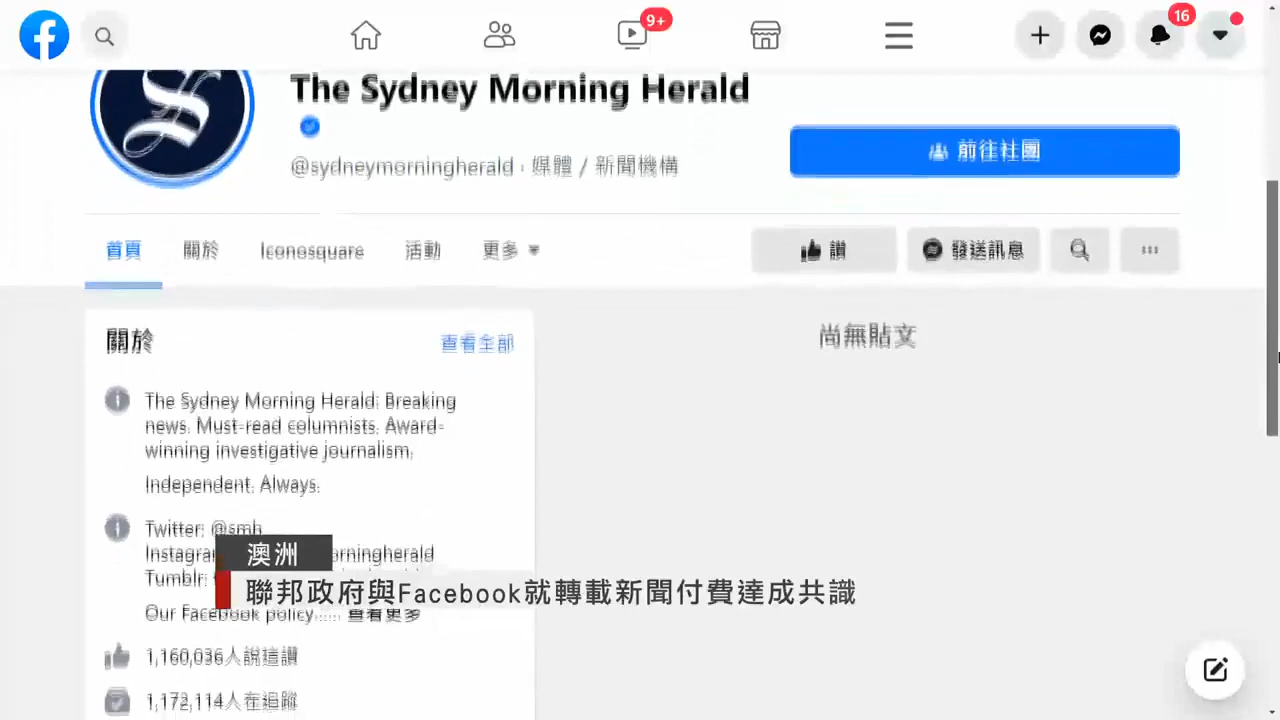 9+
16
The Sydney Morning Herald
@sydneymorningherald · 媒體 / 新聞機構
前往社團
首頁 關於 Iconosquare 活動 更多
讚 發送訊息
關於 查看全部
尚無貼文
The Sydney Morning Herald: Breaking
news. Must-read columnists. Award-
winning investigative journalism.
Independent. Always.
Twitter: @smh
Instagra orningherald
Tumblr:
Our Facebook policy...... 查看更多
澳洲
聯邦政府與Facebook就轉載新聞付費達成共識
1,160,036人說這讚
1,172,114人在追蹤